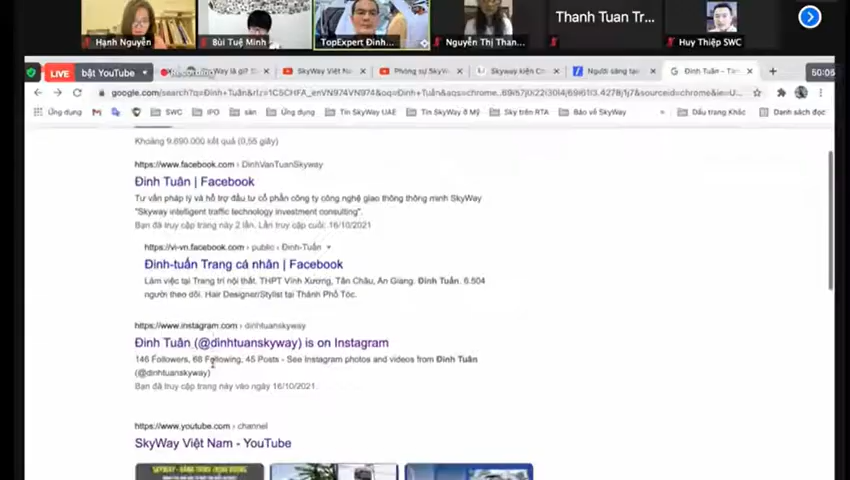 Hạnh Nguyễn
Bùi Tuệ Minh
TopExpert Đinh...
Nguyễn Thị Than...
Thanh Tuan Tr...
Huy Thiệp SWC
LIVE
bật YouTube
Recording
Way là gì? S
SkyWay Việt Na
Phóng sự SkyW
Skyway kiện Ch
Người sáng tạo
Đinh Tuấn - Tìm
50:05
Ứng dụng
SWC
IPO
sàn
Ứng dụng
Tin SkyWay UAE
Tin SkyWay ở Mỹ
Sky trên RTA
Báo về SkyWay
»
Dấu trang Khác
Danh sách đọc
Khoảng 9.690.000 kết quả (0,55 giây)
https://www.facebook.com › DinhVanTuanSkyway
Đinh Tuấn | Facebook
Tư vấn pháp lý và hỗ trợ đầu tư cổ phần công ty công nghệ giao thông thông minh SkyWay
"Skyway intelligent traffic technology investment consulting".
Bạn đã truy cập trang này 2 lần. Lần truy cập cuối: 16/10/2021
https://vi-vn.facebook.com › public › Đinh-Tuấn
Đinh-tuấn Trang cá nhân | Facebook
Làm việc tại Trang trí nội thất. THPT Vĩnh Xương, Tân Châu, An Giang. Đinh Tuấn. 6.504
người theo dõi. Hair Designer/Stylist tại Thành Phố Tóc.
https://www.instagram.com › dinhtuanskyway
Đinh Tuấn (@dinhtuanskyway) is on Instagram
146 Followers, 68 Following, 45 Posts - See Instagram photos and videos from Đinh Tuấn
(@dinhtuanskyway)
Bạn đã truy cập trang này vào ngày 16/10/2021.
https://www.youtube.com › channel
SkyWay Việt Nam - YouTube